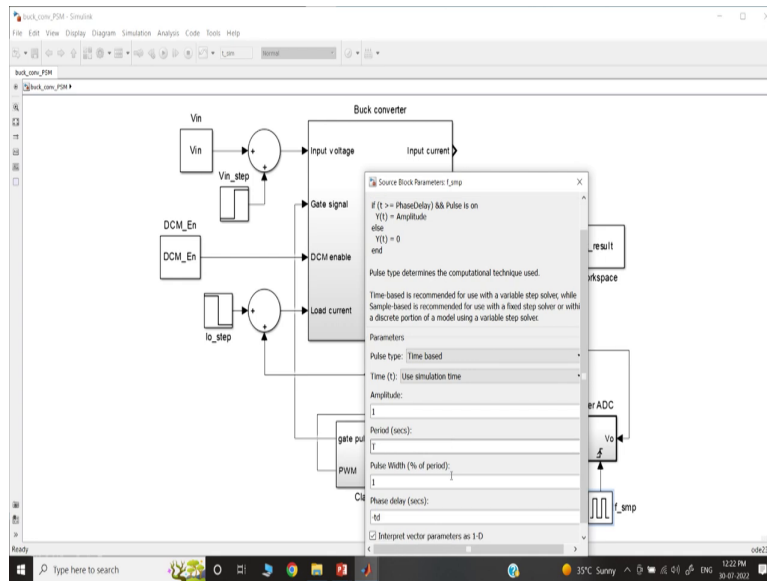 buck_conv_PSM - Simulink
File Edit View Display Diagram Simulation Analysis Code Tools Help
t_sim
Normal
buck_conv_PSM
buck_conv_PSM
Buck converter
Vin
Vin
Vin_step
Input voltage
Input current
Gate signal
DCM_En
DCM_En
DCM enable
Io_step
Load current
_result
rkspace
gate pul
PWM
Cla
er ADC
Vo
f_smp
Source Block Parameters: f_smp
if (t >= PhaseDelay) && Pulse is on
Y(t) = Amplitude
else
Y(t) = 0
end
Pulse type determines the computational technique used.
Time-based is recommended for use with a variable step solver, while
Sample-based is recommended for use with a fixed step solver or withi
a discrete portion of a model using a variable step solver.
Parameters
Pulse type: Time based
Time (t): Use simulation time
Amplitude:
1
Period (secs):
T
Pulse Width (% of period):
1
Phase delay (secs):
-td
Interpret vector parameters as 1-D
Ready
ode23
Type here to search
35°C Sunny
ENG
12:22 PM
30-07-2022